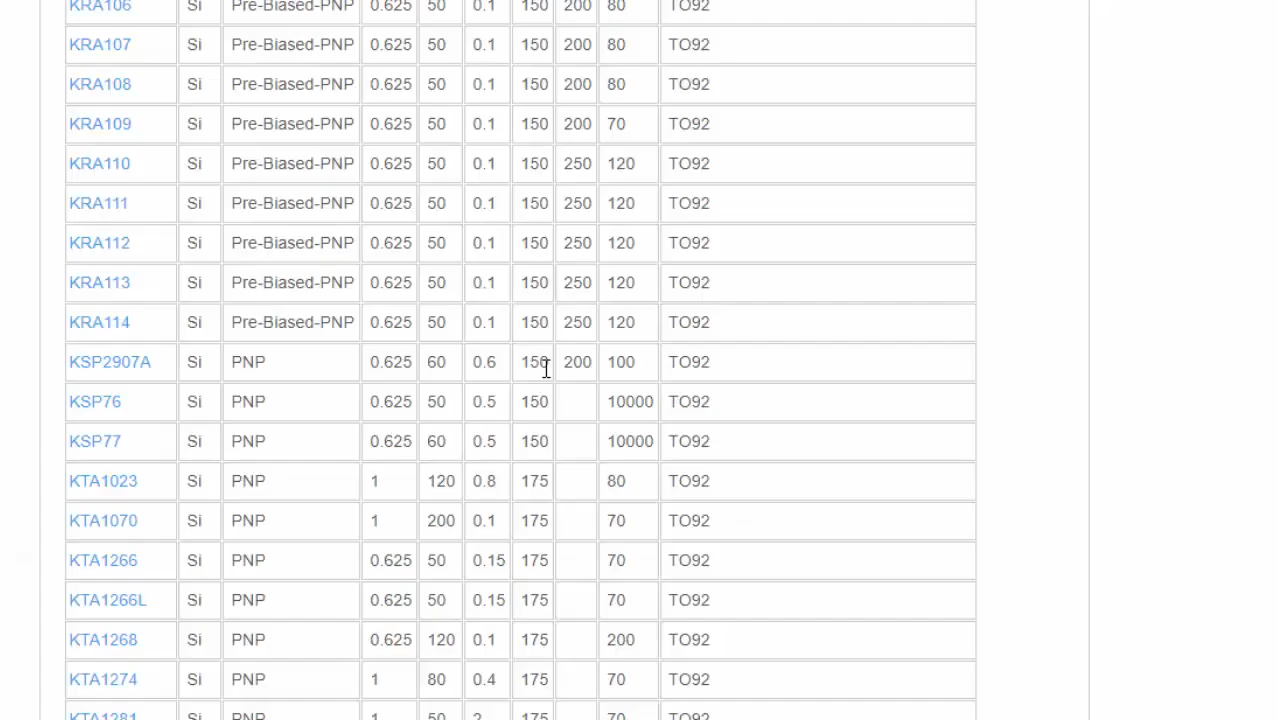 KRA106 Si Pre-Biased-PNP 0.625 50 0.1 150 200 80 TO92
KRA107 Si Pre-Biased-PNP 0.625 50 0.1 150 200 80 TO92
KRA108 Si Pre-Biased-PNP 0.625 50 0.1 150 200 80 TO92
KRA109 Si Pre-Biased-PNP 0.625 50 0.1 150 200 70 TO92
KRA110 Si Pre-Biased-PNP 0.625 50 0.1 150 250 120 TO92
KRA111 Si Pre-Biased-PNP 0.625 50 0.1 150 250 120 TO92
KRA112 Si Pre-Biased-PNP 0.625 50 0.1 150 250 120 TO92
KRA113 Si Pre-Biased-PNP 0.625 50 0.1 150 250 120 TO92
KRA114 Si Pre-Biased-PNP 0.625 50 0.1 150 250 120 TO92
KSP2907A Si PNP 0.625 60 0.6 150 200 100 TO92
KSP76 Si PNP 0.625 50 0.5 150 10000 TO92
KSP77 Si PNP 0.625 60 0.5 150 10000 TO92
KTA1023 Si PNP 1 120 0.8 175 80 TO92
KTA1070 Si PNP 1 200 0.1 175 70 TO92
KTA1266 Si PNP 0.625 50 0.15 175 70 TO92
KTA1266L Si PNP 0.625 50 0.15 175 70 TO92
KTA1268 Si PNP 0.625 120 0.1 175 200 TO92
KTA1274 Si PNP 1 80 0.4 175 70 TO92
KTA1281 Si PNP 1 50 2 175 70 TO92